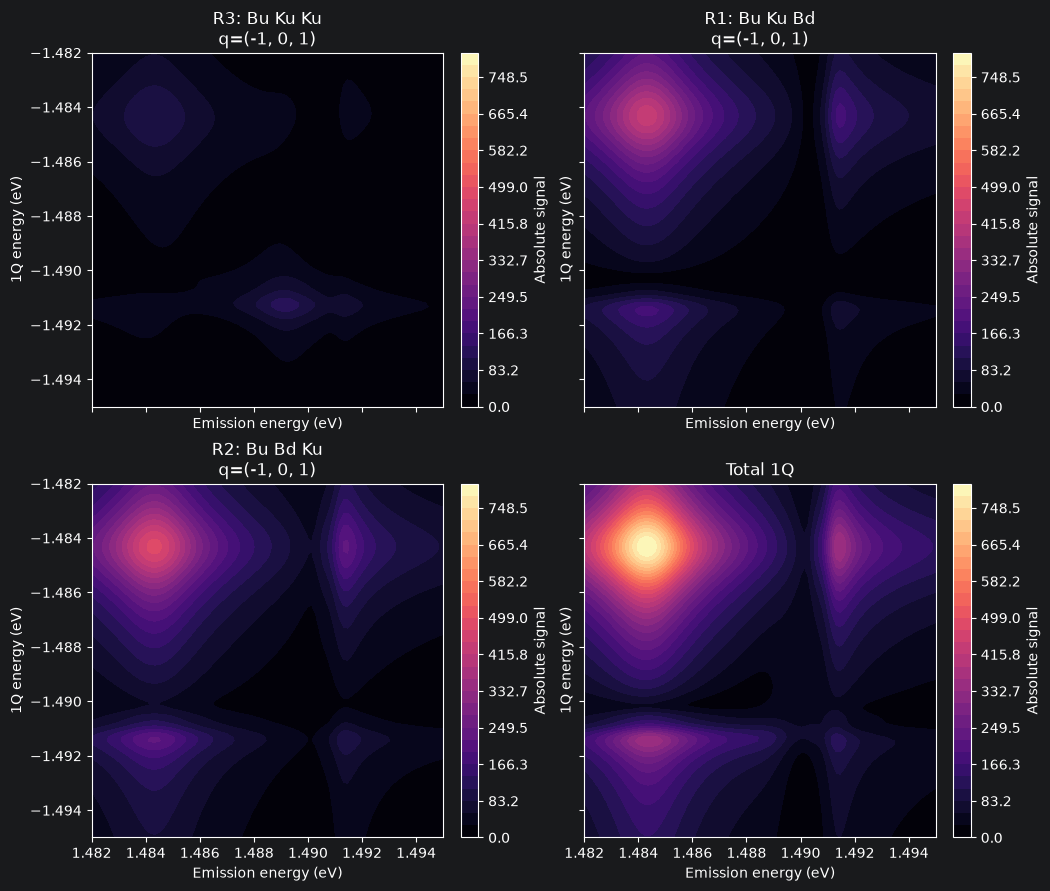 R3: Bu Ku Ku
q=(-1, 0, 1)
−1.482
−1.484
−1.486
−1.488
−1.490
−1.492
−1.494
1Q energy (eV)
Emission energy (eV)
748.5
665.4
582.2
499.0
415.8
332.7
249.5
166.3
83.2
0.0
Absolute signal
R1: Bu Ku Bd
q=(-1, 0, 1)
1Q energy (eV)
Emission energy (eV)
748.5
665.4
582.2
499.0
415.8
332.7
249.5
166.3
83.2
0.0
Absolute signal
R2: Bu Bd Ku
q=(-1, 0, 1)
−1.482
−1.484
−1.486
−1.488
−1.490
−1.492
−1.494
1Q energy (eV)
1.482 1.484 1.486 1.488 1.490 1.492 1.494
Emission energy (eV)
748.5
665.4
582.2
499.0
415.8
332.7
249.5
166.3
83.2
0.0
Absolute signal
Total 1Q
1Q energy (eV)
1.482 1.484 1.486 1.488 1.490 1.492 1.494
Emission energy (eV)
748.5
665.4
582.2
499.0
415.8
332.7
249.5
166.3
83.2
0.0
Absolute signal